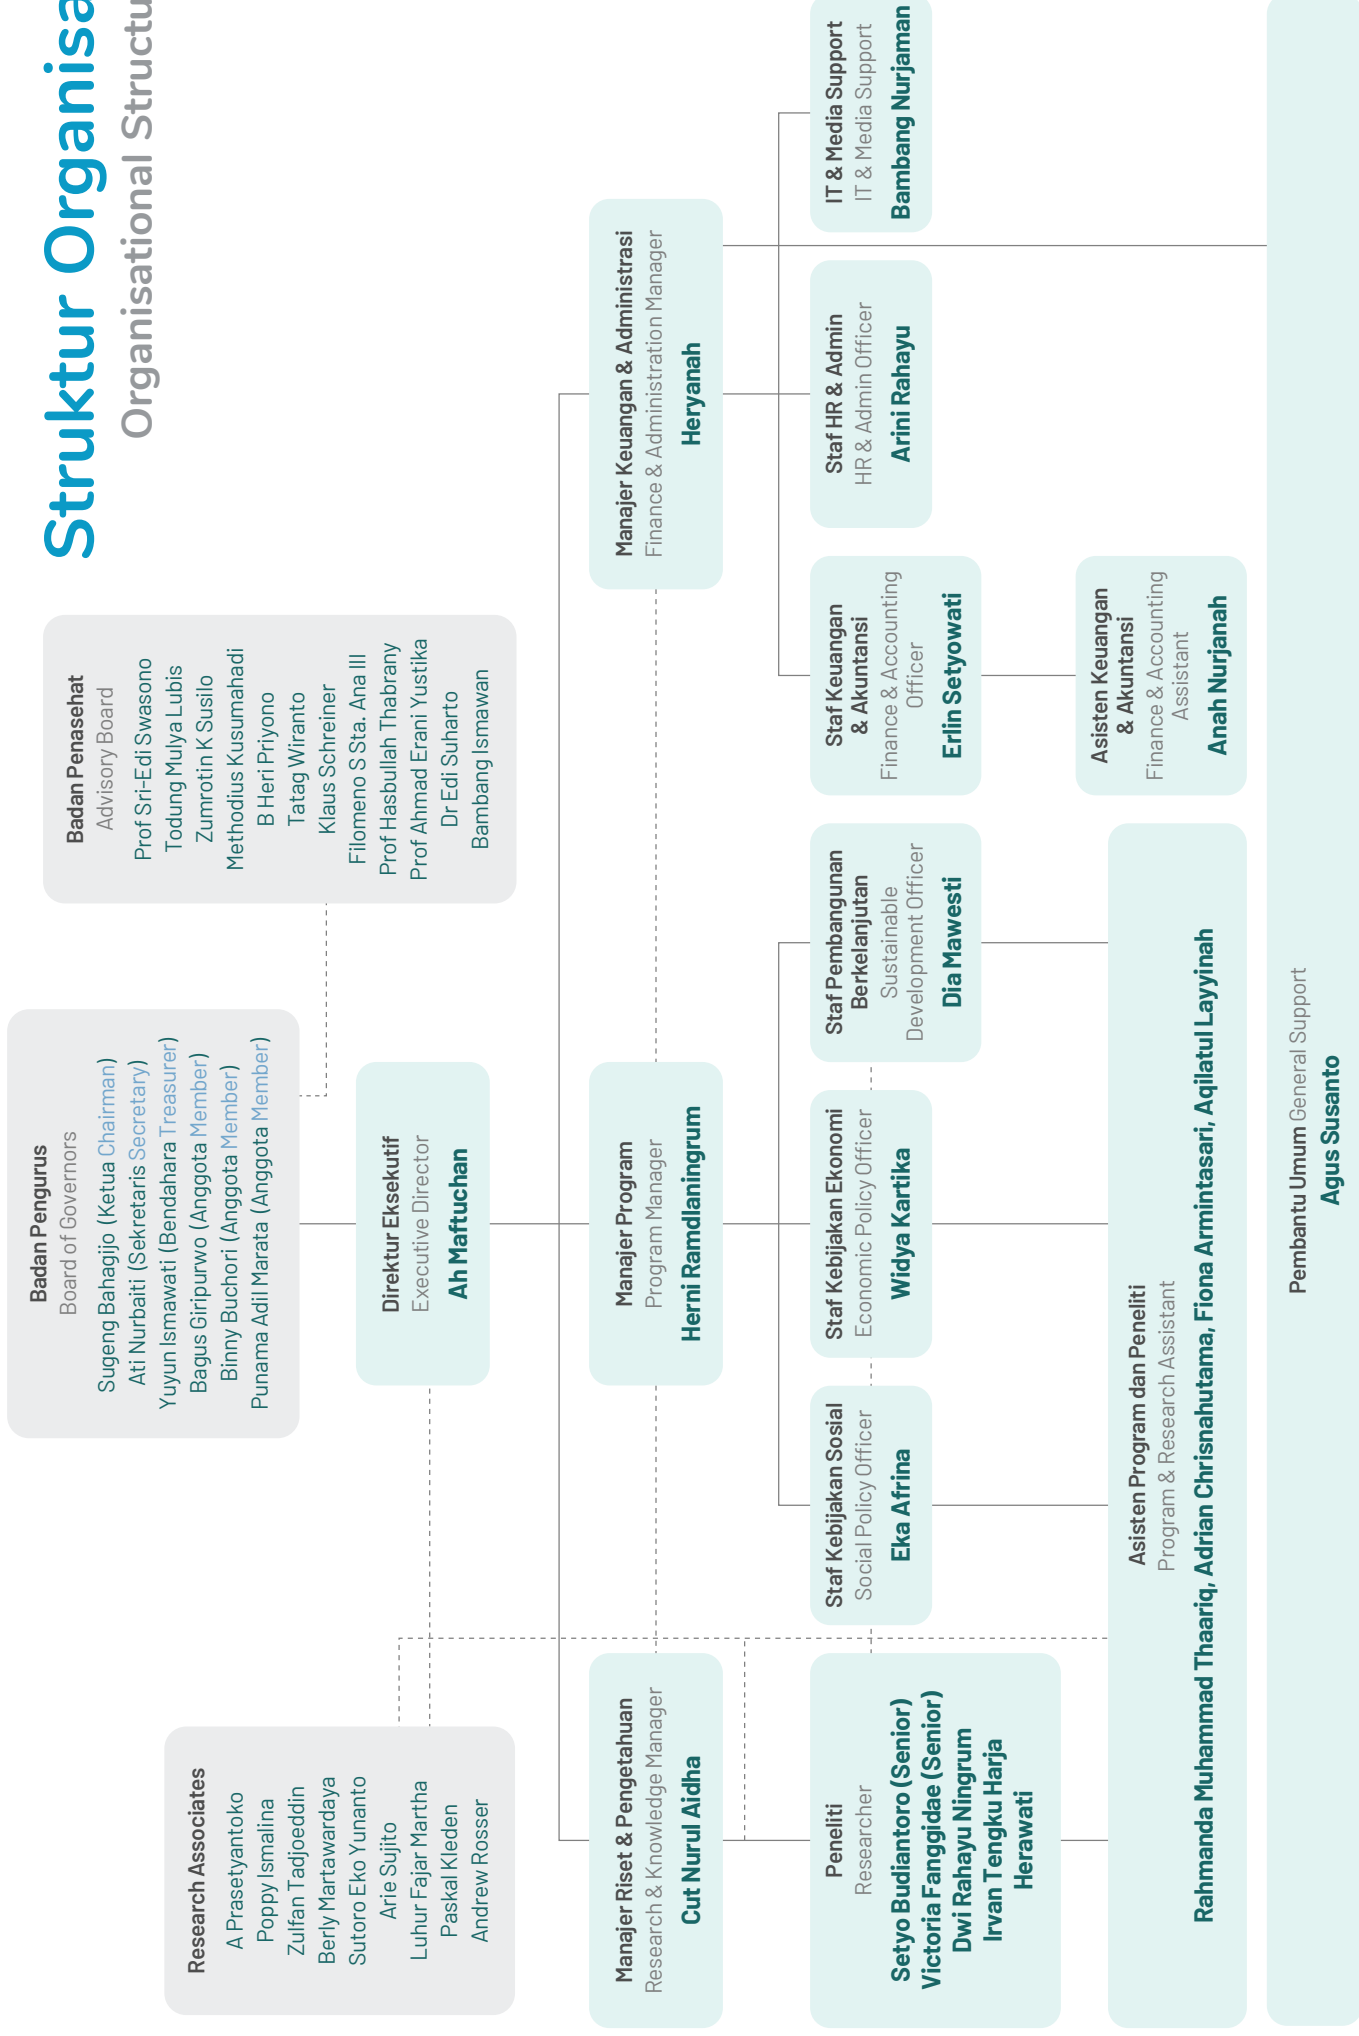 Struktur Organisa
Organisational Structu
Badan Pengurus
Board of Governors
Sugeng Bahagijo (Ketua Chairman)
Ati Nurbaiti (Sekretaris Secretary)
Yuyun Ismawati (Bendahara Treasurer)
Bagus Giripurwo (Anggota Member)
Binny Buchori (Anggota Member)
Punama Adil Marata (Anggota Member)
Badan Penasehat
Advisory Board
Prof Sri-Edi Swasono
Todung Mulya Lubis
Zumrotin K Susilo
Methodius Kusumahadi
B Heri Priyono
Tatag Wiranto
Klaus Schreiner
Filomeno S Sta. Ana III
Prof Hasbullah Thabrany
Prof Ahmad Erani Yustika
Dr Edi Suharto
Bambang Ismawan
Research Associates
A Prasetyantoko
Poppy Ismalina
Zulfan Tadjoeddin
Berly Martawardaya
Sutoro Eko Yunanto
Arie Sujito
Luhur Fajar Martha
Paskal Kleden
Andrew Rosser
Direktur Eksekutif
Executive Director
Ah Maftuchan
Manajer Riset & Pengetahuan
Research & Knowledge Manager
Cut Nurul Aidha
Manajer Program
Program Manager
Herni Ramdlaningrum
Manajer Keuangan & Administrasi
Finance & Administration Manager
Heryanah
Peneliti
Researcher
Setyo Budiantoro (Senior)
Victoria Fanggidae (Senior)
Dwi Rahayu Ningrum
Irvan Tengku Harja
Herawati
Staf Kebijakan Sosial
Social Policy Officer
Eka Afrina
Staf Kebijakan Ekonomi
Economic Policy Officer
Widya Kartika
Staf Pembangunan
Berkelanjutan
Sustainable
Development Officer
Dia Mawesti
Staf Keuangan
& Akuntansi
Finance & Accounting
Officer
Erlin Setyowati
Staf HR & Admin
HR & Admin Officer
Arini Rahayu
IT & Media Support
IT & Media Support
Bambang Nurjaman
Asisten Keuangan
& Akuntansi
Finance & Accounting
Assistant
Anah Nurjanah
Asisten Program dan Peneliti
Program & Research Assistant
Rahmanda Muhammad Thaariq, Adrian Chrisnahutama, Fiona Armintasari, Aqilatul Layyinah
Pembantu Umum General Support
Agus Susanto